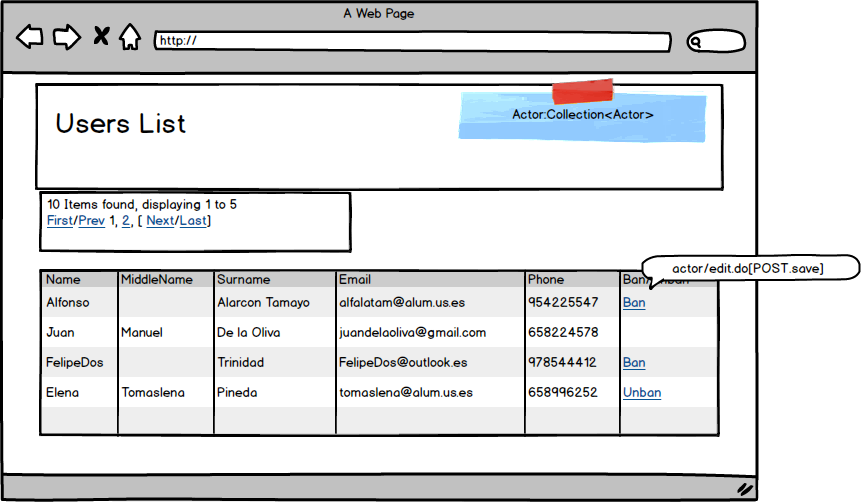 A Web Page
http://
Users List
Actor:Collection<Actor>
10 Items found, displaying 1 to 5
First/Prev 1, 2, [ Next/Last]
actor/edit.do[POST.save]
Name MiddleName Surname Email Phone
Alfonso Alarcon Tamayo alfalatam@alum.us.es 954225547 Ban
Juan Manuel De la Oliva juandelaoliva@gmail.com 658224578
FelipeDos Trinidad FelipeDos@outlook.es 978544412 Ban
Elena Tomaslena Pineda tomaslena@alum.us.es 658996252 Unban